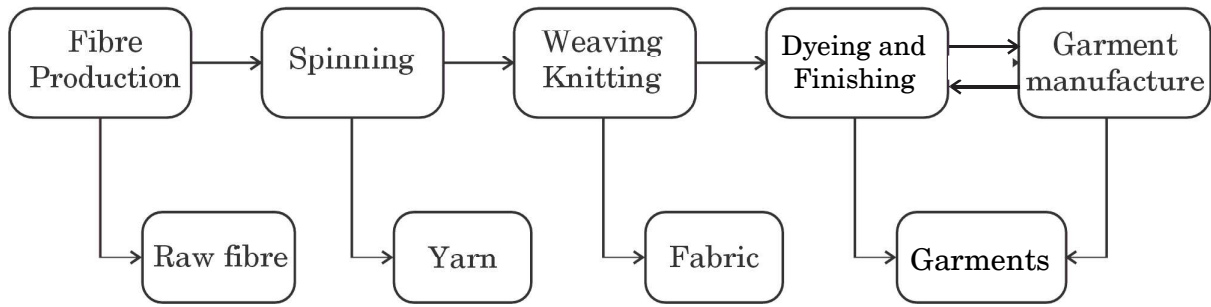 Fibre
Production
Spinning
Weaving
Knitting
Dyeing and
Finishing
Garment
manufacture
Raw fibre
Yarn
Fabric
Garments